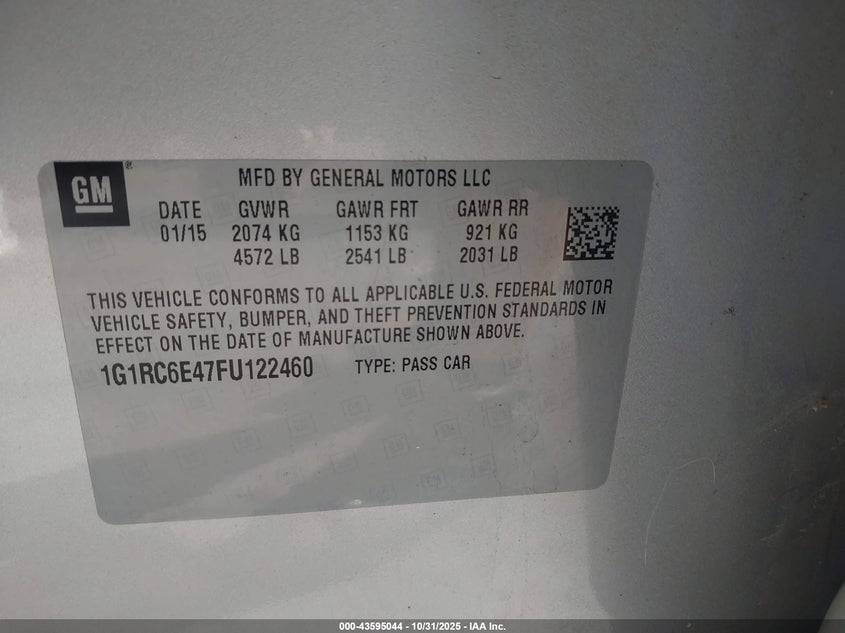 GM ®
MFD BY GENERAL MOTORS LLC
DATE GVWR GAWR FRT GAWR RR
01/15 2074 KG 1153 KG 921 KG
4572 LB 2541 LB 2031 LB
THIS VEHICLE CONFORMS TO ALL APPLICABLE U.S. FEDERAL MOTOR
VEHICLE SAFETY, BUMPER, AND THEFT PREVENTION STANDARDS IN
EFFECT ON THE DATE OF MANUFACTURE SHOWN ABOVE.
1G1RC6E47FU122460 TYPE: PASS CAR
000-43595044 - 10/31/2025 - IAA Inc.